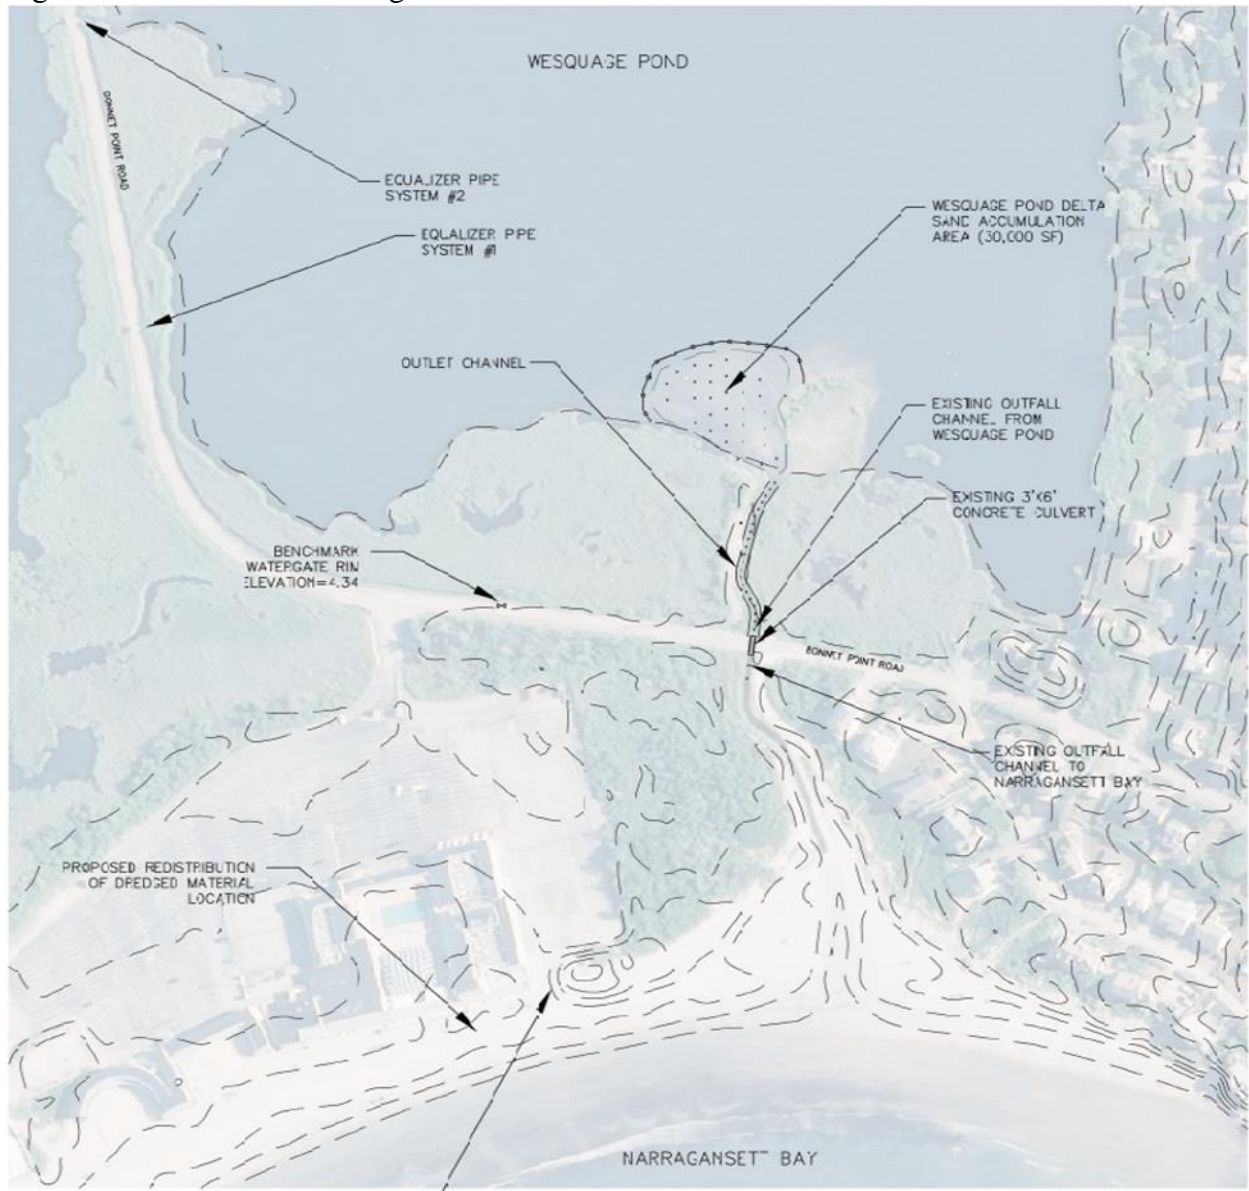 WESQUAGE POND
BONNET POINT ROAD
EQUALIZER PIPE
SYSTEM #2
EQUALIZER PIPE
SYSTEM #1
WESQUAGE POND DELTA
SAND ACCUMULATION
AREA (30,000 SF)
OUTLET CHANNEL
EXISTING OUTFALL
CHANNEL FROM
WESQUAGE POND
EXISTING 3'X6'
CONCRETE CULVERT
BENCHMARK
WATERGATE RIM
ELEVATION=4.34
BONNET POINT ROAD
EXISTING OUTFALL
CHANNEL TO
NARRAGANSETT BAY
PROPOSED REDISTRIBUTION
OF DREDGED MATERIAL
LOCATION
NARRAGANSETT BAY